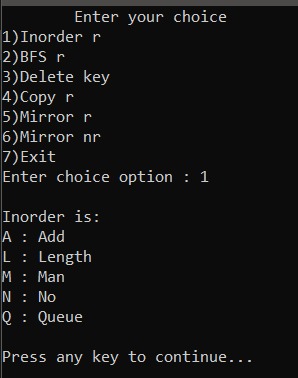 Enter your choice
1)Inorder r
2)BFS r
3)Delete key
4)Copy r
5)Mirror r
6)Mirror nr
7)Exit
Enter choice option : 1
Inorder is:
A : Add
L : Length
M : Man
N : No
Q : Queue
Press any key to continue...